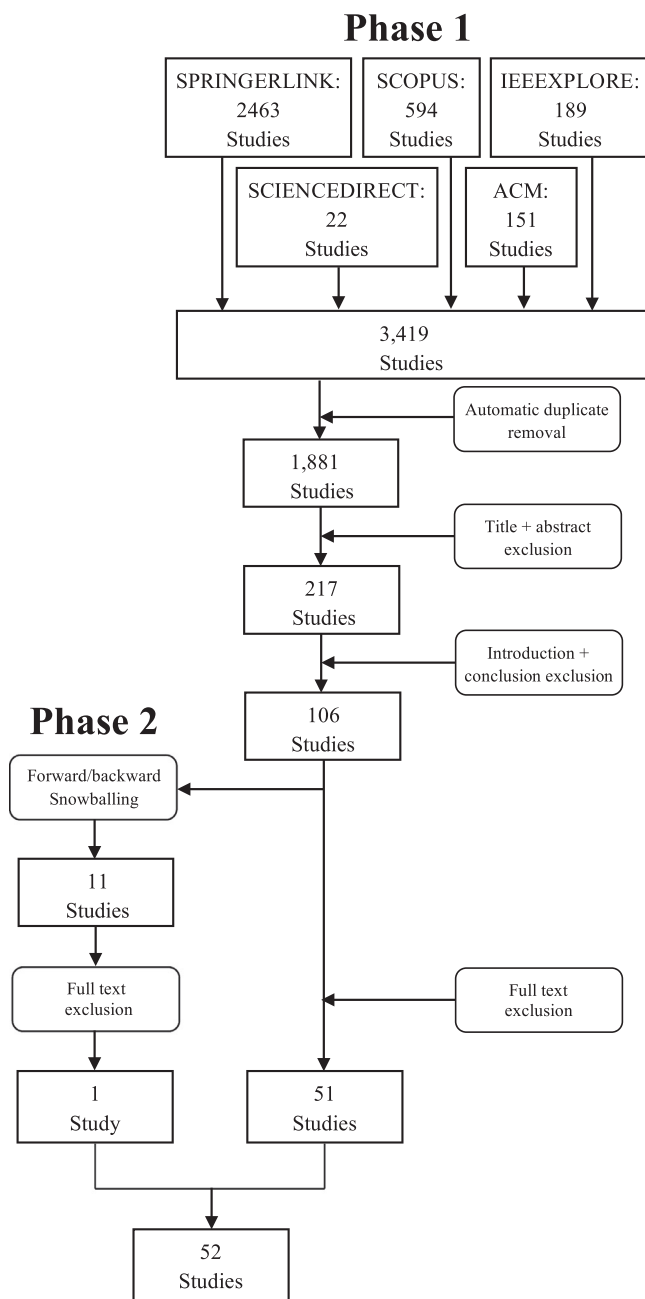 Phase 1
SPRINGERLINK:
2463
Studies
SCOPUS:
594
Studies
IEEEXPLORE:
189
Studies
SCIENCEDIRECT:
22
Studies
ACM:
151
Studies
3,419
Studies
Automatic duplicate
removal
1,881
Studies
Title + abstract
exclusion
217
Studies
Introduction +
conclusion exclusion
106
Studies
Phase 2
Forward/backward
Snowballing
11
Studies
Full text
exclusion
Full text
exclusion
1
Study
51
Studies
52
Studies